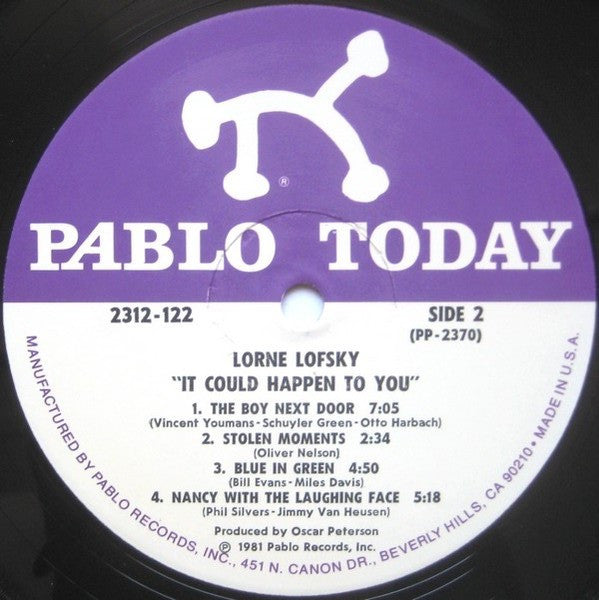 ®
PABLO TODAY
2312-122
SIDE 2
(PP-2370)
LORNE LOFSKY
"IT COULD HAPPEN TO YOU"
1. THE BOY NEXT DOOR 7:05
(Vincent Youmans - Schuyler Green - Otto Harbach)
2. STOLEN MOMENTS 2:34
(Oliver Nelson)
3. BLUE IN GREEN 4:50
(Bill Evans - Miles Davis)
4. NANCY WITH THE LAUGHING FACE 5:18
(Phil Silvers - Jimmy Van Heusen)
Produced by Oscar Peterson
℗ 1981 Pablo Records, Inc.
MANUFACTURED BY PABLO RECORDS, INC., 451 N. CANON DR., BEVERLY HILLS, CA 90210 • MADE IN U.S.A.